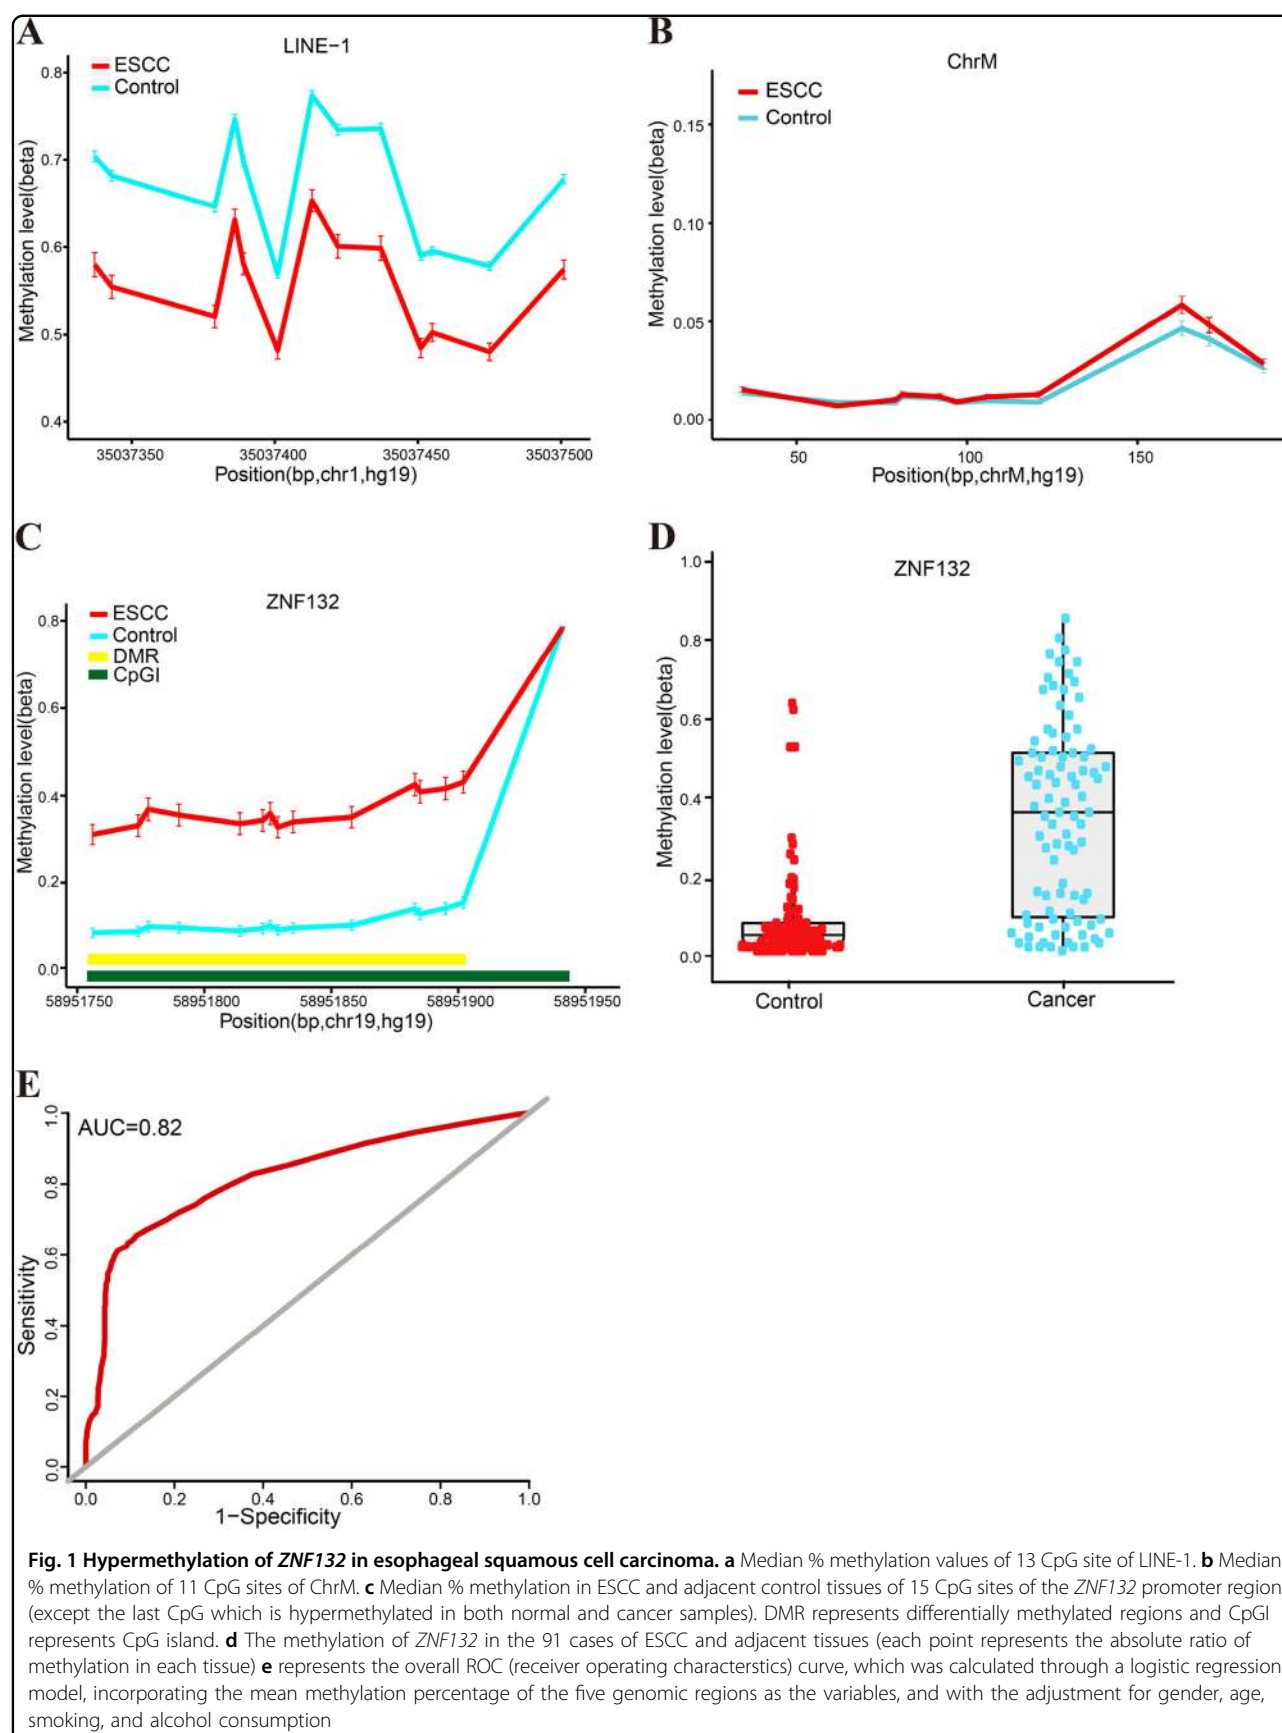 A
LINE−1
ESCC
Control
Methylation level(beta)
0.8
0.7
0.6
0.5
0.4
35037350 35037400 35037450 35037500
Position(bp,chr1,hg19)
B
ChrM
ESCC
Control
Methylation level(beta)
0.15
0.10
0.05
0.00
50 100 150
Position(bp,chrM,hg19)
C
ZNF132
ESCC
Control
DMR
CpGI
Methylation level(beta)
0.8
0.6
0.4
0.2
0.0
58951750 58951800 58951850 58951900 58951950
Position(bp,chr19,hg19)
D
ZNF132
Methylation level(beta)
1.0
0.8
0.6
0.4
0.2
0.0
Control Cancer
E
AUC=0.82
Sensitivity
1.0
0.8
0.6
0.4
0.2
0.0
0.0 0.2 0.4 0.6 0.8 1.0
1−Specificity
Fig. 1 Hypermethylation of ZNF132 in esophageal squamous cell carcinoma. a Median % methylation values of 13 CpG site of LINE-1. b Median
% methylation of 11 CpG sites of ChrM. c Median % methylation in ESCC and adjacent control tissues of 15 CpG sites of the ZNF132 promoter region
(except the last CpG which is hypermethylated in both normal and cancer samples). DMR represents differentially methylated regions and CpGI
represents CpG island. d The methylation of ZNF132 in the 91 cases of ESCC and adjacent tissues (each point represents the absolute ratio of
methylation in each tissue) e represents the overall ROC (receiver operating characterstics) curve, which was calculated through a logistic regression
model, incorporating the mean methylation percentage of the five genomic regions as the variables, and with the adjustment for gender, age,
smoking, and alcohol consumption